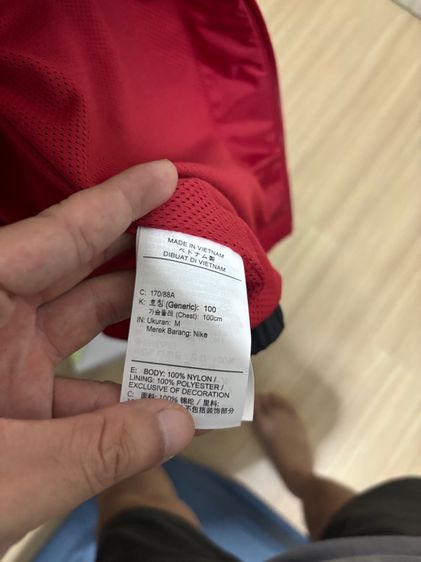 MADE IN VIETNAM
ベトナム製
DIBUAT DI VIETNAM
C: 170/88A
K: 호칭 (Generic): 100
가슴둘레 (Chest): 100cm
IN: Ukuran: M
Merek Barang: Nike
E: BODY: 100% NYLON /
LINING: 100% POLYESTER /
EXCLUSIVE OF DECORATION
C: 面料: 100% 锦纶 / 里料:
不包括装饰部分